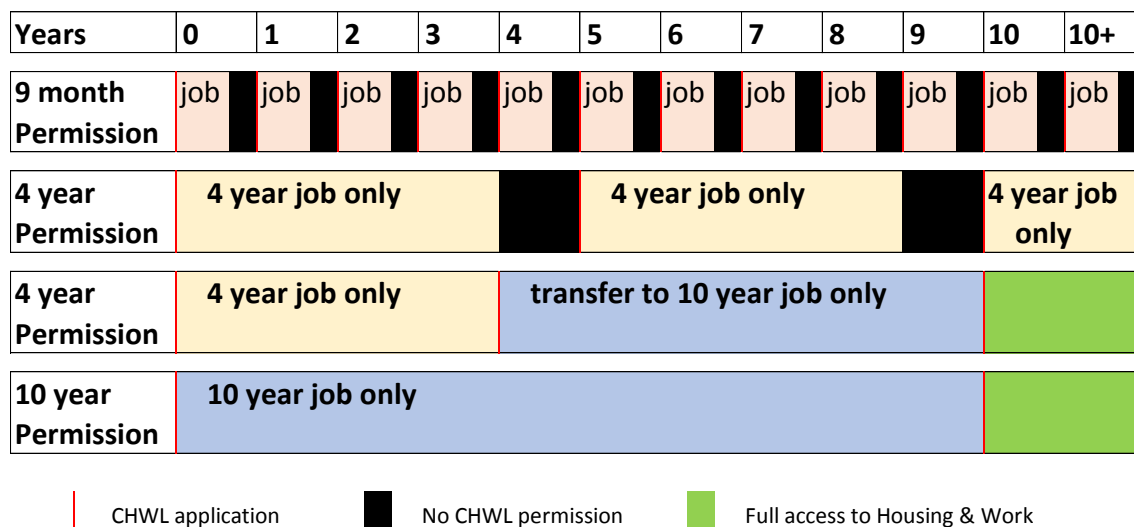 Years 0 1 2 3 4 5 6 7 8 9 10 10+
9 month job job job job job job job job job job job job
Permission
4 year 4 year job only 4 year job only 4 year job
Permission only
4 year 4 year job only transfer to 10 year job only
Permission
10 year 10 year job only
Permission
CHWL application No CHWL permission Full access to Housing & Work